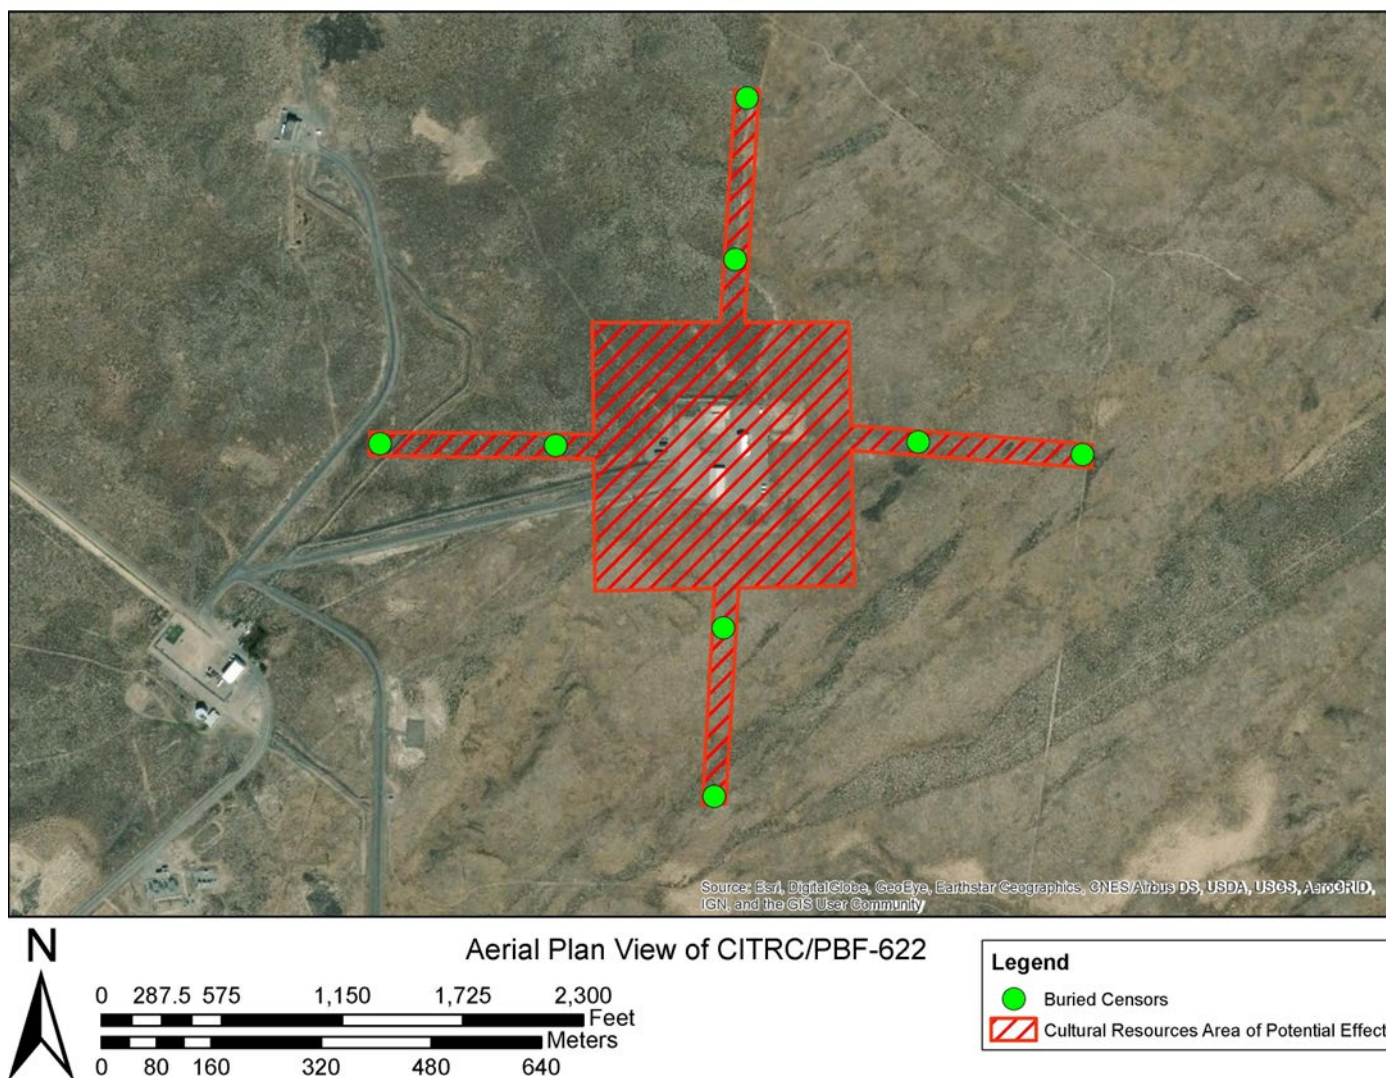 Source: Esri, DigitalGlobe, GeoEye, Earthstar Geographics, CNES/Airbus DS, USDA, USGS, AeroGRID,
IGN, and the GIS User Community
N
Aerial Plan View of CITRC/PBF-622
0 287.5 575 1,150 1,725 2,300
Feet
Meters
0 80 160 320 480 640
Legend
Buried Censors
Cultural Resources Area of Potential Effect